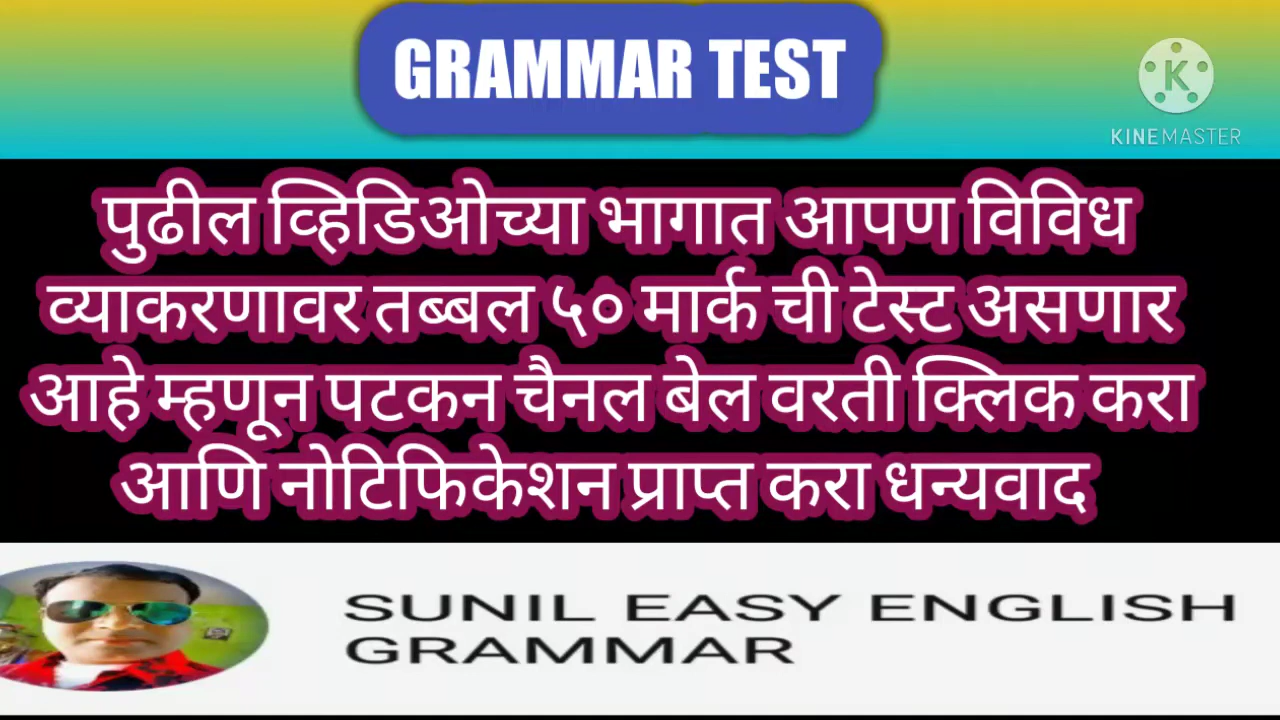 GRAMMAR TEST
KINEMASTER
पुढील व्हिडिओच्या भागात आपण विविध
व्याकरणावर तब्बल ५० मार्क ची टेस्ट असणार
आहे म्हणून पटकन चैनल बेल वरती क्लिक करा
आणि नोटिफिकेशन प्राप्त करा धन्यवाद
SUNIL EASY ENGLISH
GRAMMAR